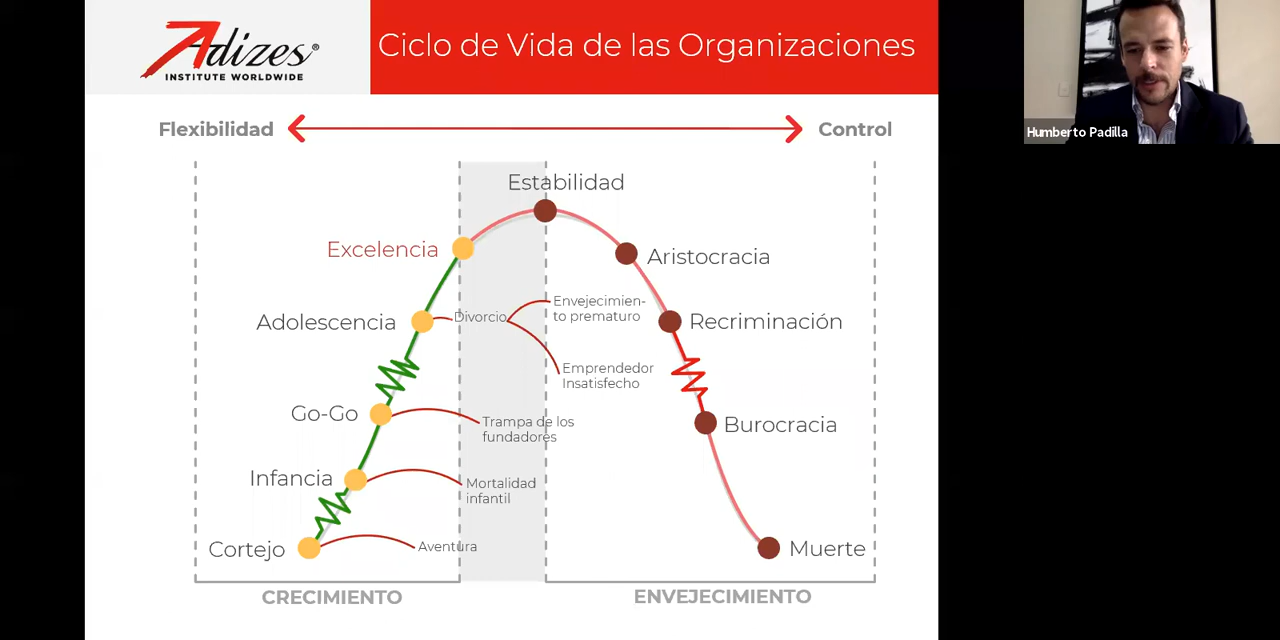 Adizes®
INSTITUTE WORLDWIDE
Ciclo de Vida de las Organizaciones
Humberto Padilla
Flexibilidad
Control
Estabilidad
Excelencia
Aristocracia
Adolescencia
Divorcio
Envejecimien-
to prematuro
Recriminación
Emprendedor
Insatisfecho
Go-Go
Trampa de los
fundadores
Burocracia
Infancia
Mortalidad
infantil
Cortejo
Aventura
Muerte
CRECIMIENTO
ENVEJECIMIENTO